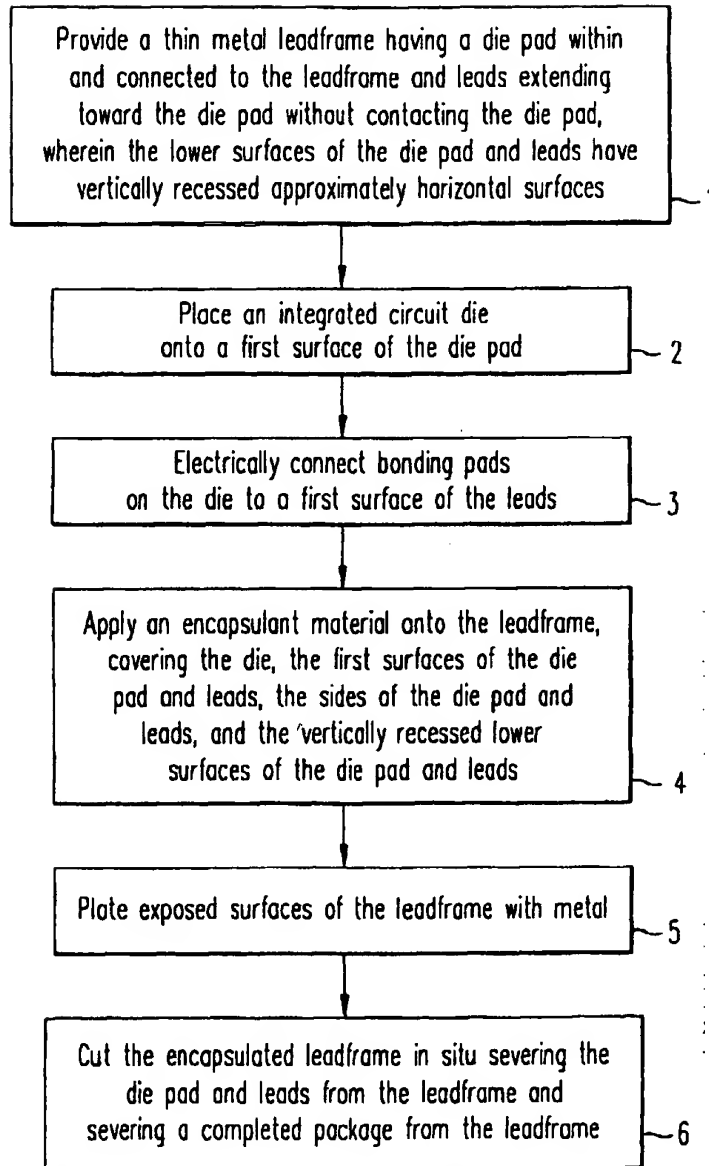 Provide a thin metal leadframe having a die pad within
and connected to the leadframe and leads extending
toward the die pad without contacting the die pad,
wherein the lower surfaces of the die pad and leads have
vertically recessed approximately horizontal surfaces
Place an integrated circuit die
onto a first surface of the die pad
2
Electrically connect bonding pads
on the die to a first surface of the leads
3
Apply an encapsulant material onto the leadframe,
covering the die, the first surfaces of the die
pad and leads, the sides of the die pad and
leads, and the vertically recessed lower
surfaces of the die pad and leads
4
Plate exposed surfaces of the leadframe with metal
5
Cut the encapsulated leadframe in situ severing the
die pad and leads from the leadframe and
severing a completed package from the leadframe
6